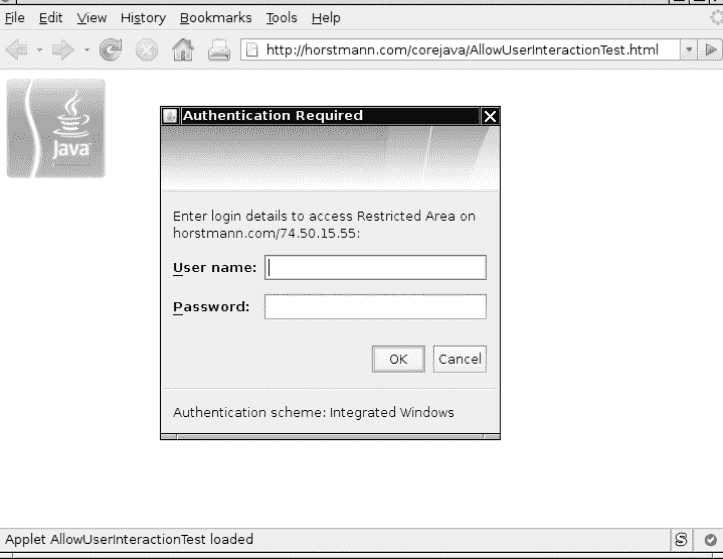 File Edit View History Bookmarks Tools Help
http://horstmann.com/corejava/AllowUserInteractionTest.html
Java
Authentication Required
Enter login details to access Restricted Area on
horstmann.com/74.50.15.55:
User name:
Password:
OK Cancel
Authentication scheme: Integrated Windows
Applet AllowUserInteractionTest loaded
S